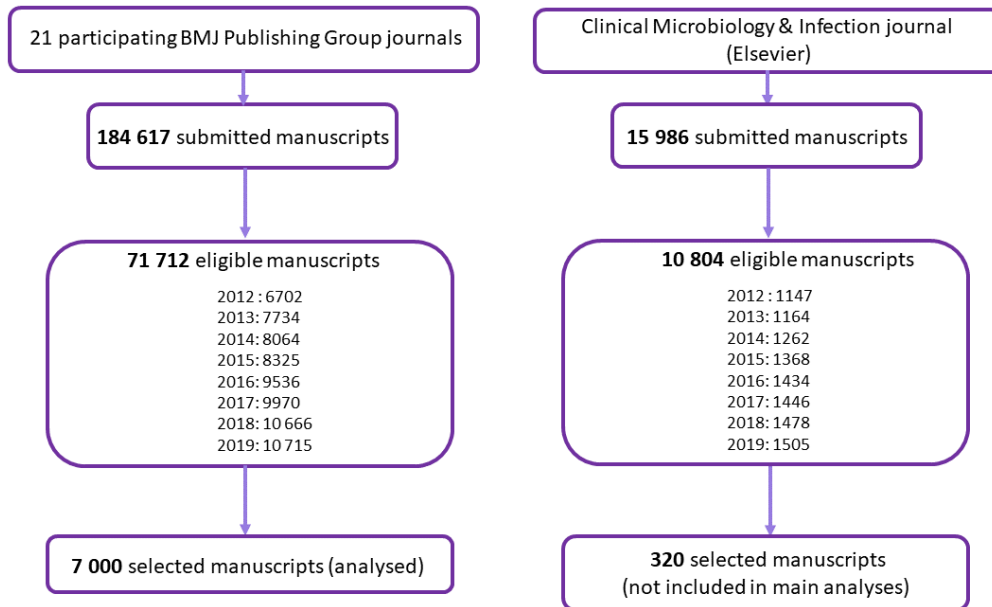 21 participating BMJ Publishing Group journals
184 617 submitted manuscripts
71 712 eligible manuscripts
2012 : 6702
2013: 7734
2014: 8064
2015: 8325
2016: 9536
2017: 9970
2018: 10 666
2019: 10 715
7 000 selected manuscripts (analysed)
Clinical Microbiology & Infection journal
(Elsevier)
15 986 submitted manuscripts
10 804 eligible manuscripts
2012 : 1147
2013: 1164
2014: 1262
2015: 1368
2016: 1434
2017: 1446
2018: 1478
2019: 1505
320 selected manuscripts
(not included in main analyses)